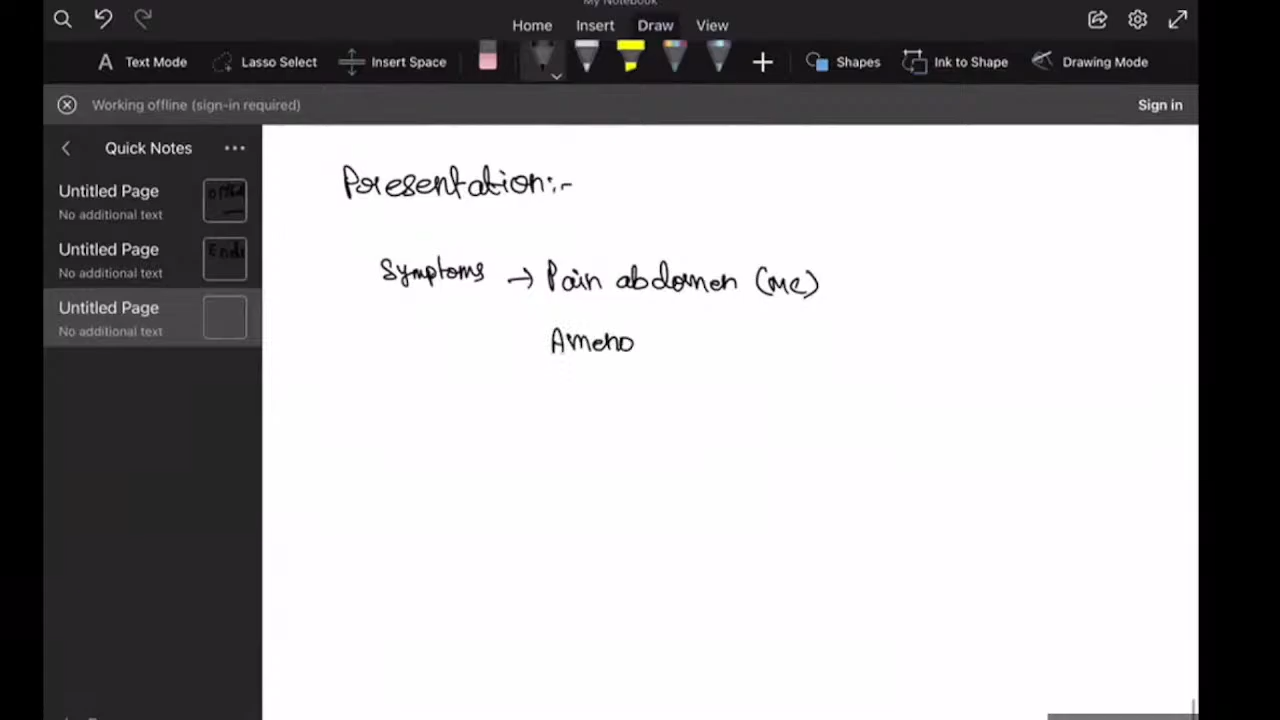 My Notebook
Home Insert Draw View
Text Mode Lasso Select Insert Space Shapes Ink to Shape Drawing Mode
Working offline (sign-in required) Sign in
Quick Notes
Untitled Page
No additional text
Untitled Page
No additional text
Untitled Page
No additional text
Presentation:-
Symptoms → Pain abdomen (MC)
Ameno